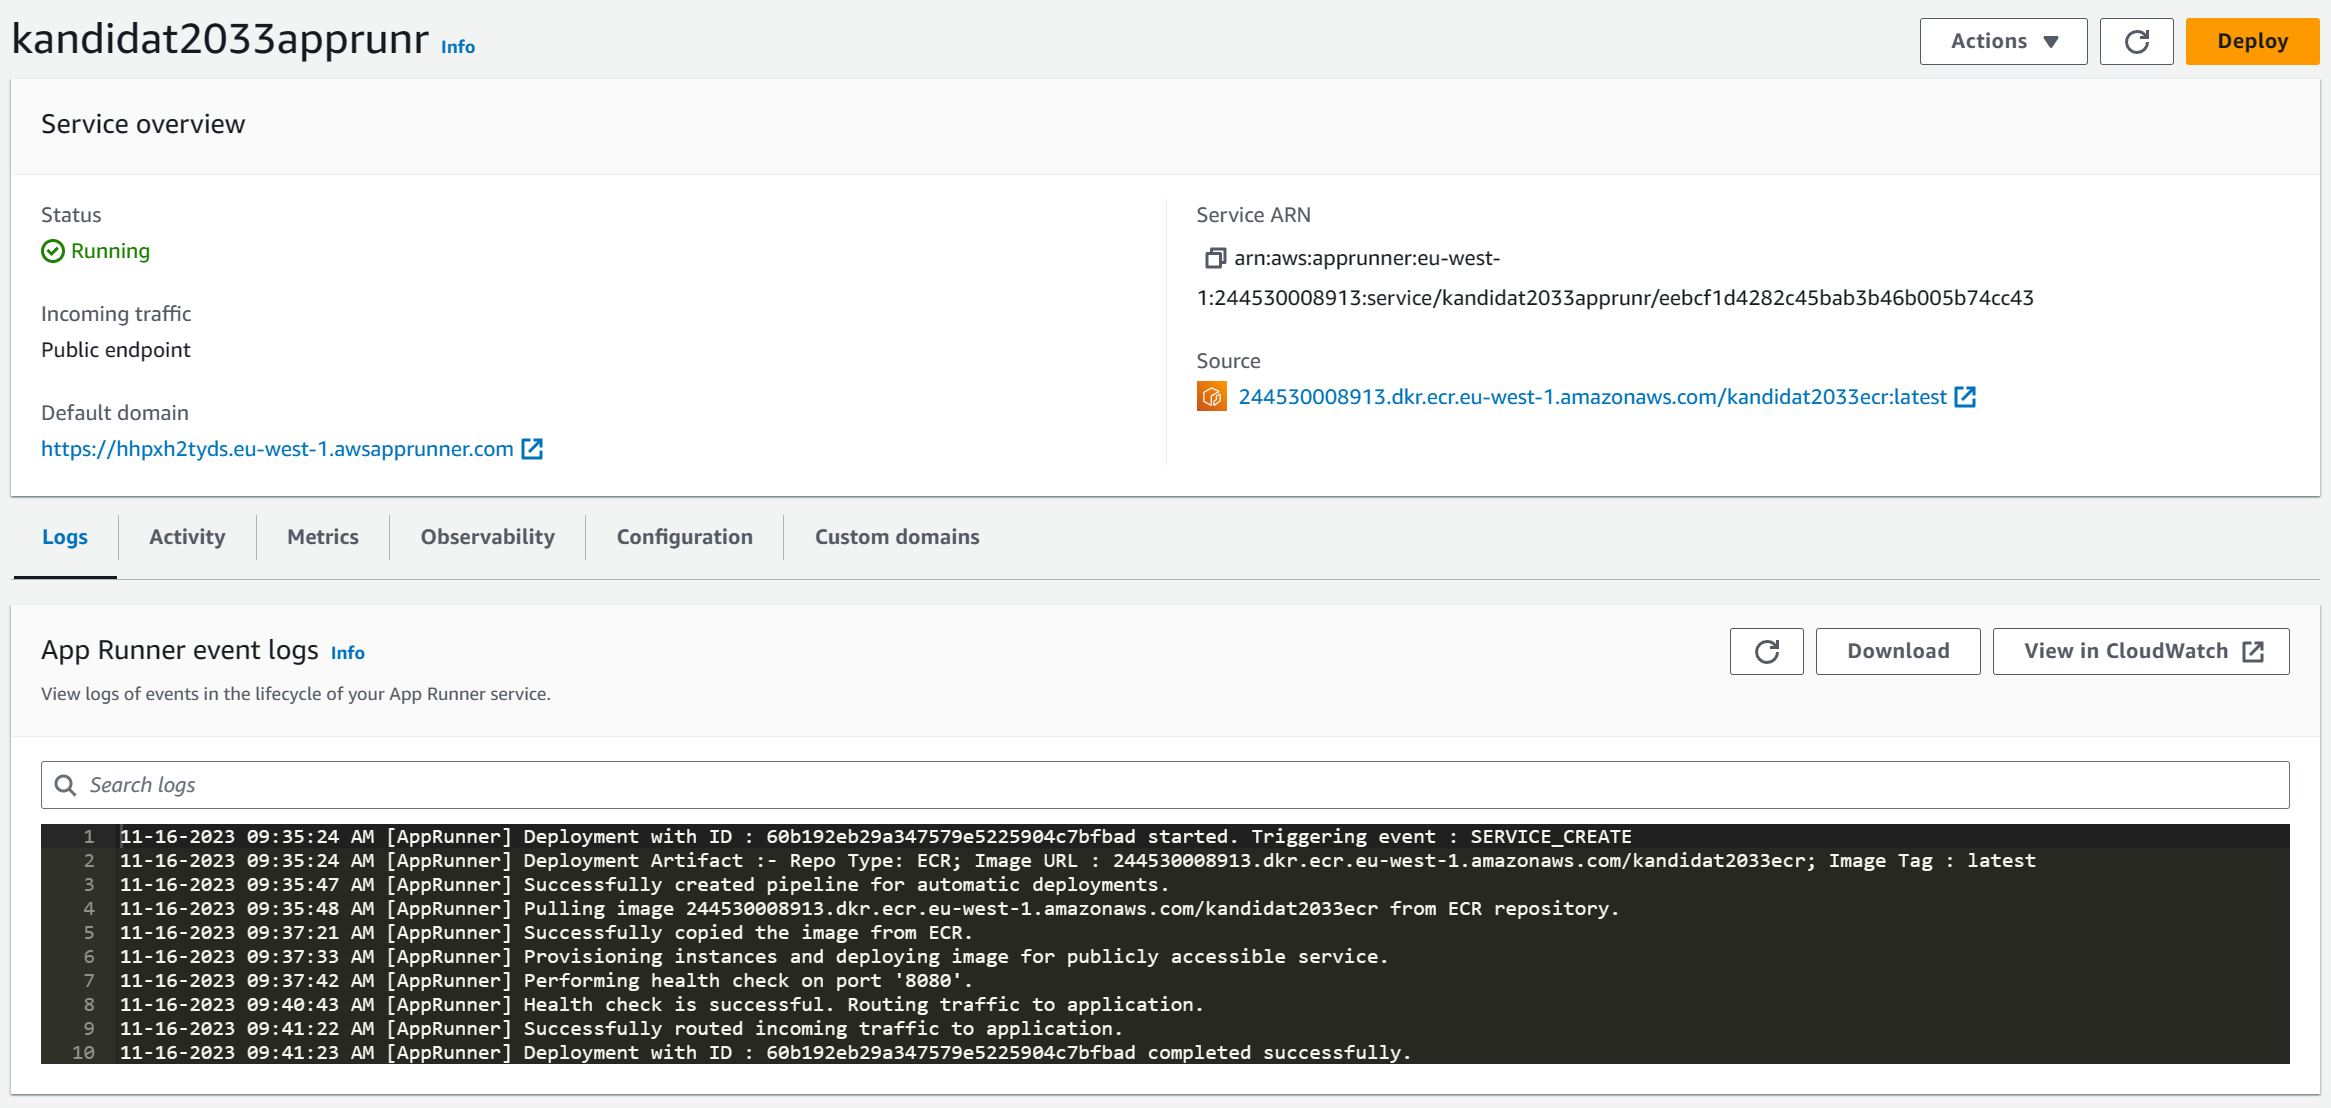 kandidat2033apprunr Info
Actions
Deploy
Service overview
Status
Running
Incoming traffic
Public endpoint
Default domain
https://hhpxh2tyds.eu-west-1.awsapprunner.com
Service ARN
arn:aws:apprunner:eu-west-
1:244530008913:service/kandidat2033apprunr/eebcf1d4282c45bab3b46b005b74cc43
Source
244530008913.dkr.ecr.eu-west-1.amazonaws.com/kandidat2033ecr:latest
Logs Activity Metrics Observability Configuration Custom domains
App Runner event logs Info
View logs of events in the lifecycle of your App Runner service.
Download
View in CloudWatch
Search logs
1 11-16-2023 09:35:24 AM [AppRunner] Deployment with ID : 60b192eb29a347579e5225904c7bfbad started. Triggering event : SERVICE_CREATE
2 11-16-2023 09:35:24 AM [AppRunner] Deployment Artifact :- Repo Type: ECR; Image URL : 244530008913.dkr.ecr.eu-west-1.amazonaws.com/kandidat2033ecr; Image Tag : latest
3 11-16-2023 09:35:47 AM [AppRunner] Successfully created pipeline for automatic deployments.
4 11-16-2023 09:35:48 AM [AppRunner] Pulling image 244530008913.dkr.ecr.eu-west-1.amazonaws.com/kandidat2033ecr from ECR repository.
5 11-16-2023 09:37:21 AM [AppRunner] Successfully copied the image from ECR.
6 11-16-2023 09:37:33 AM [AppRunner] Provisioning instances and deploying image for publicly accessible service.
7 11-16-2023 09:37:42 AM [AppRunner] Performing health check on port '8080'.
8 11-16-2023 09:40:43 AM [AppRunner] Health check is successful. Routing traffic to application.
9 11-16-2023 09:41:22 AM [AppRunner] Successfully routed incoming traffic to application.
10 11-16-2023 09:41:23 AM [AppRunner] Deployment with ID : 60b192eb29a347579e5225904c7bfbad completed successfully.